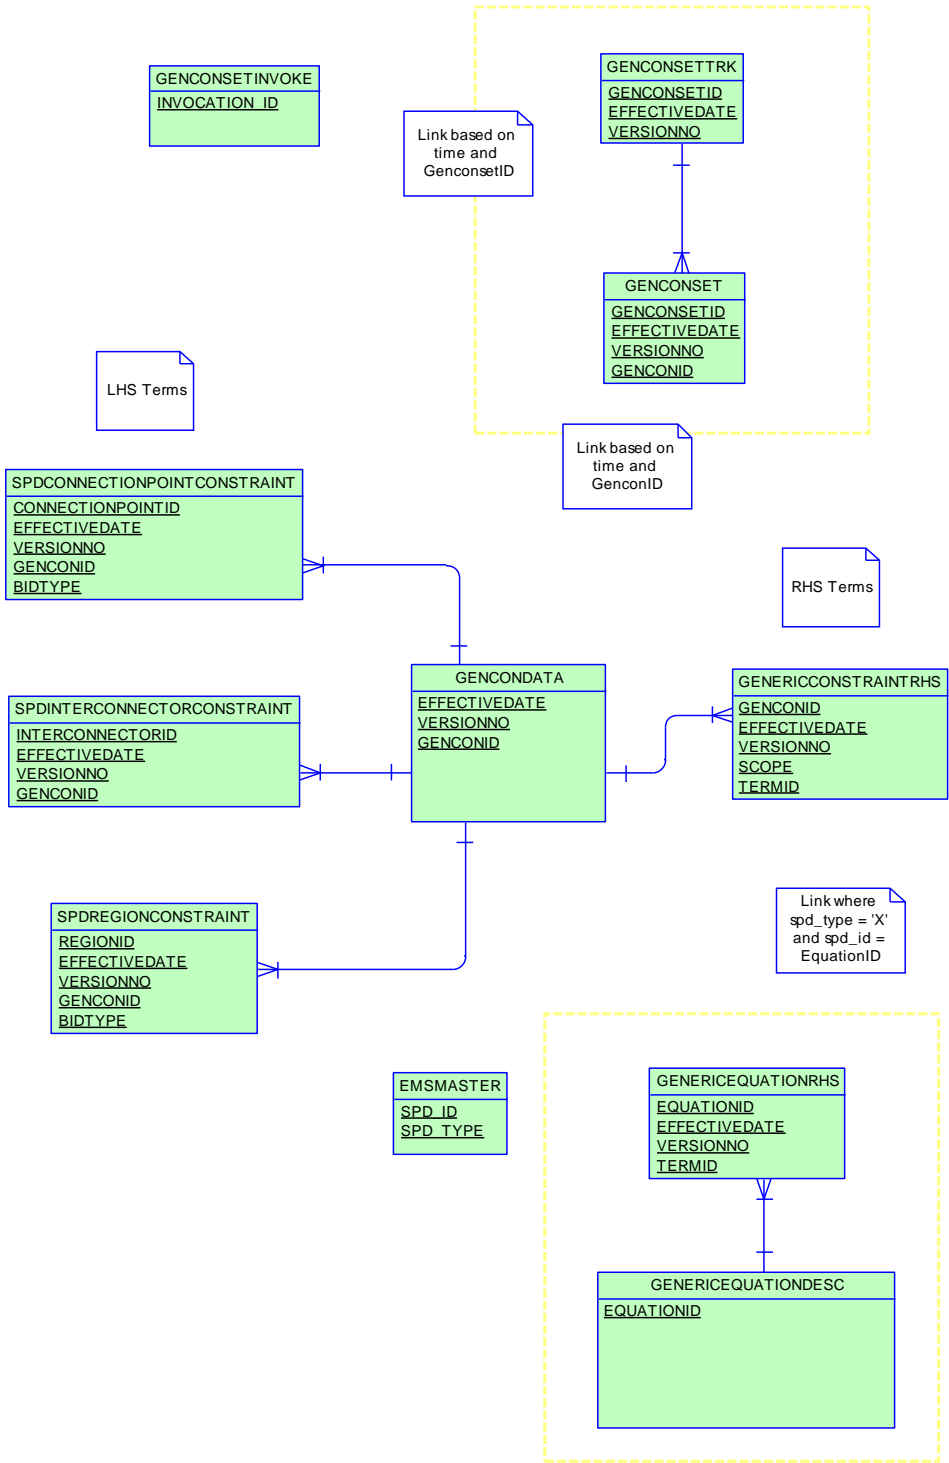 GENCONSETINVOKE
INVOCATION_ID
GENCONSETTRK
GENCONSETID
EFFECTIVEDATE
VERSIONNO
Link based on
time and
GenconsetID
GENCONSET
GENCONSETID
EFFECTIVEDATE
VERSIONNO
GENCONID
LHS Terms
Link based on
time and
GenconID
SPDCONNECTIONPOINTCONSTRAINT
CONNECTIONPOINTID
EFFECTIVEDATE
VERSIONNO
GENCONID
BIDTYPE
RHS Terms
GENCONDATA
EFFECTIVEDATE
VERSIONNO
GENCONID
GENERICCONSTRAINTRHS
GENCONID
EFFECTIVEDATE
VERSIONNO
SCOPE
TERMID
SPDINTERCONNECTORCONSTRAINT
INTERCONNECTORID
EFFECTIVEDATE
VERSIONNO
GENCONID
SPDREGIONCONSTRAINT
REGIONID
EFFECTIVEDATE
VERSIONNO
GENCONID
BIDTYPE
Link where
spd_type = 'X'
and spd_id =
EquationID
EMSMASTER
SPD_ID
SPD_TYPE
GENERICEQUATIONRHS
EQUATIONID
EFFECTIVEDATE
VERSIONNO
TERMID
GENERICEQUATIONDESC
EQUATIONID